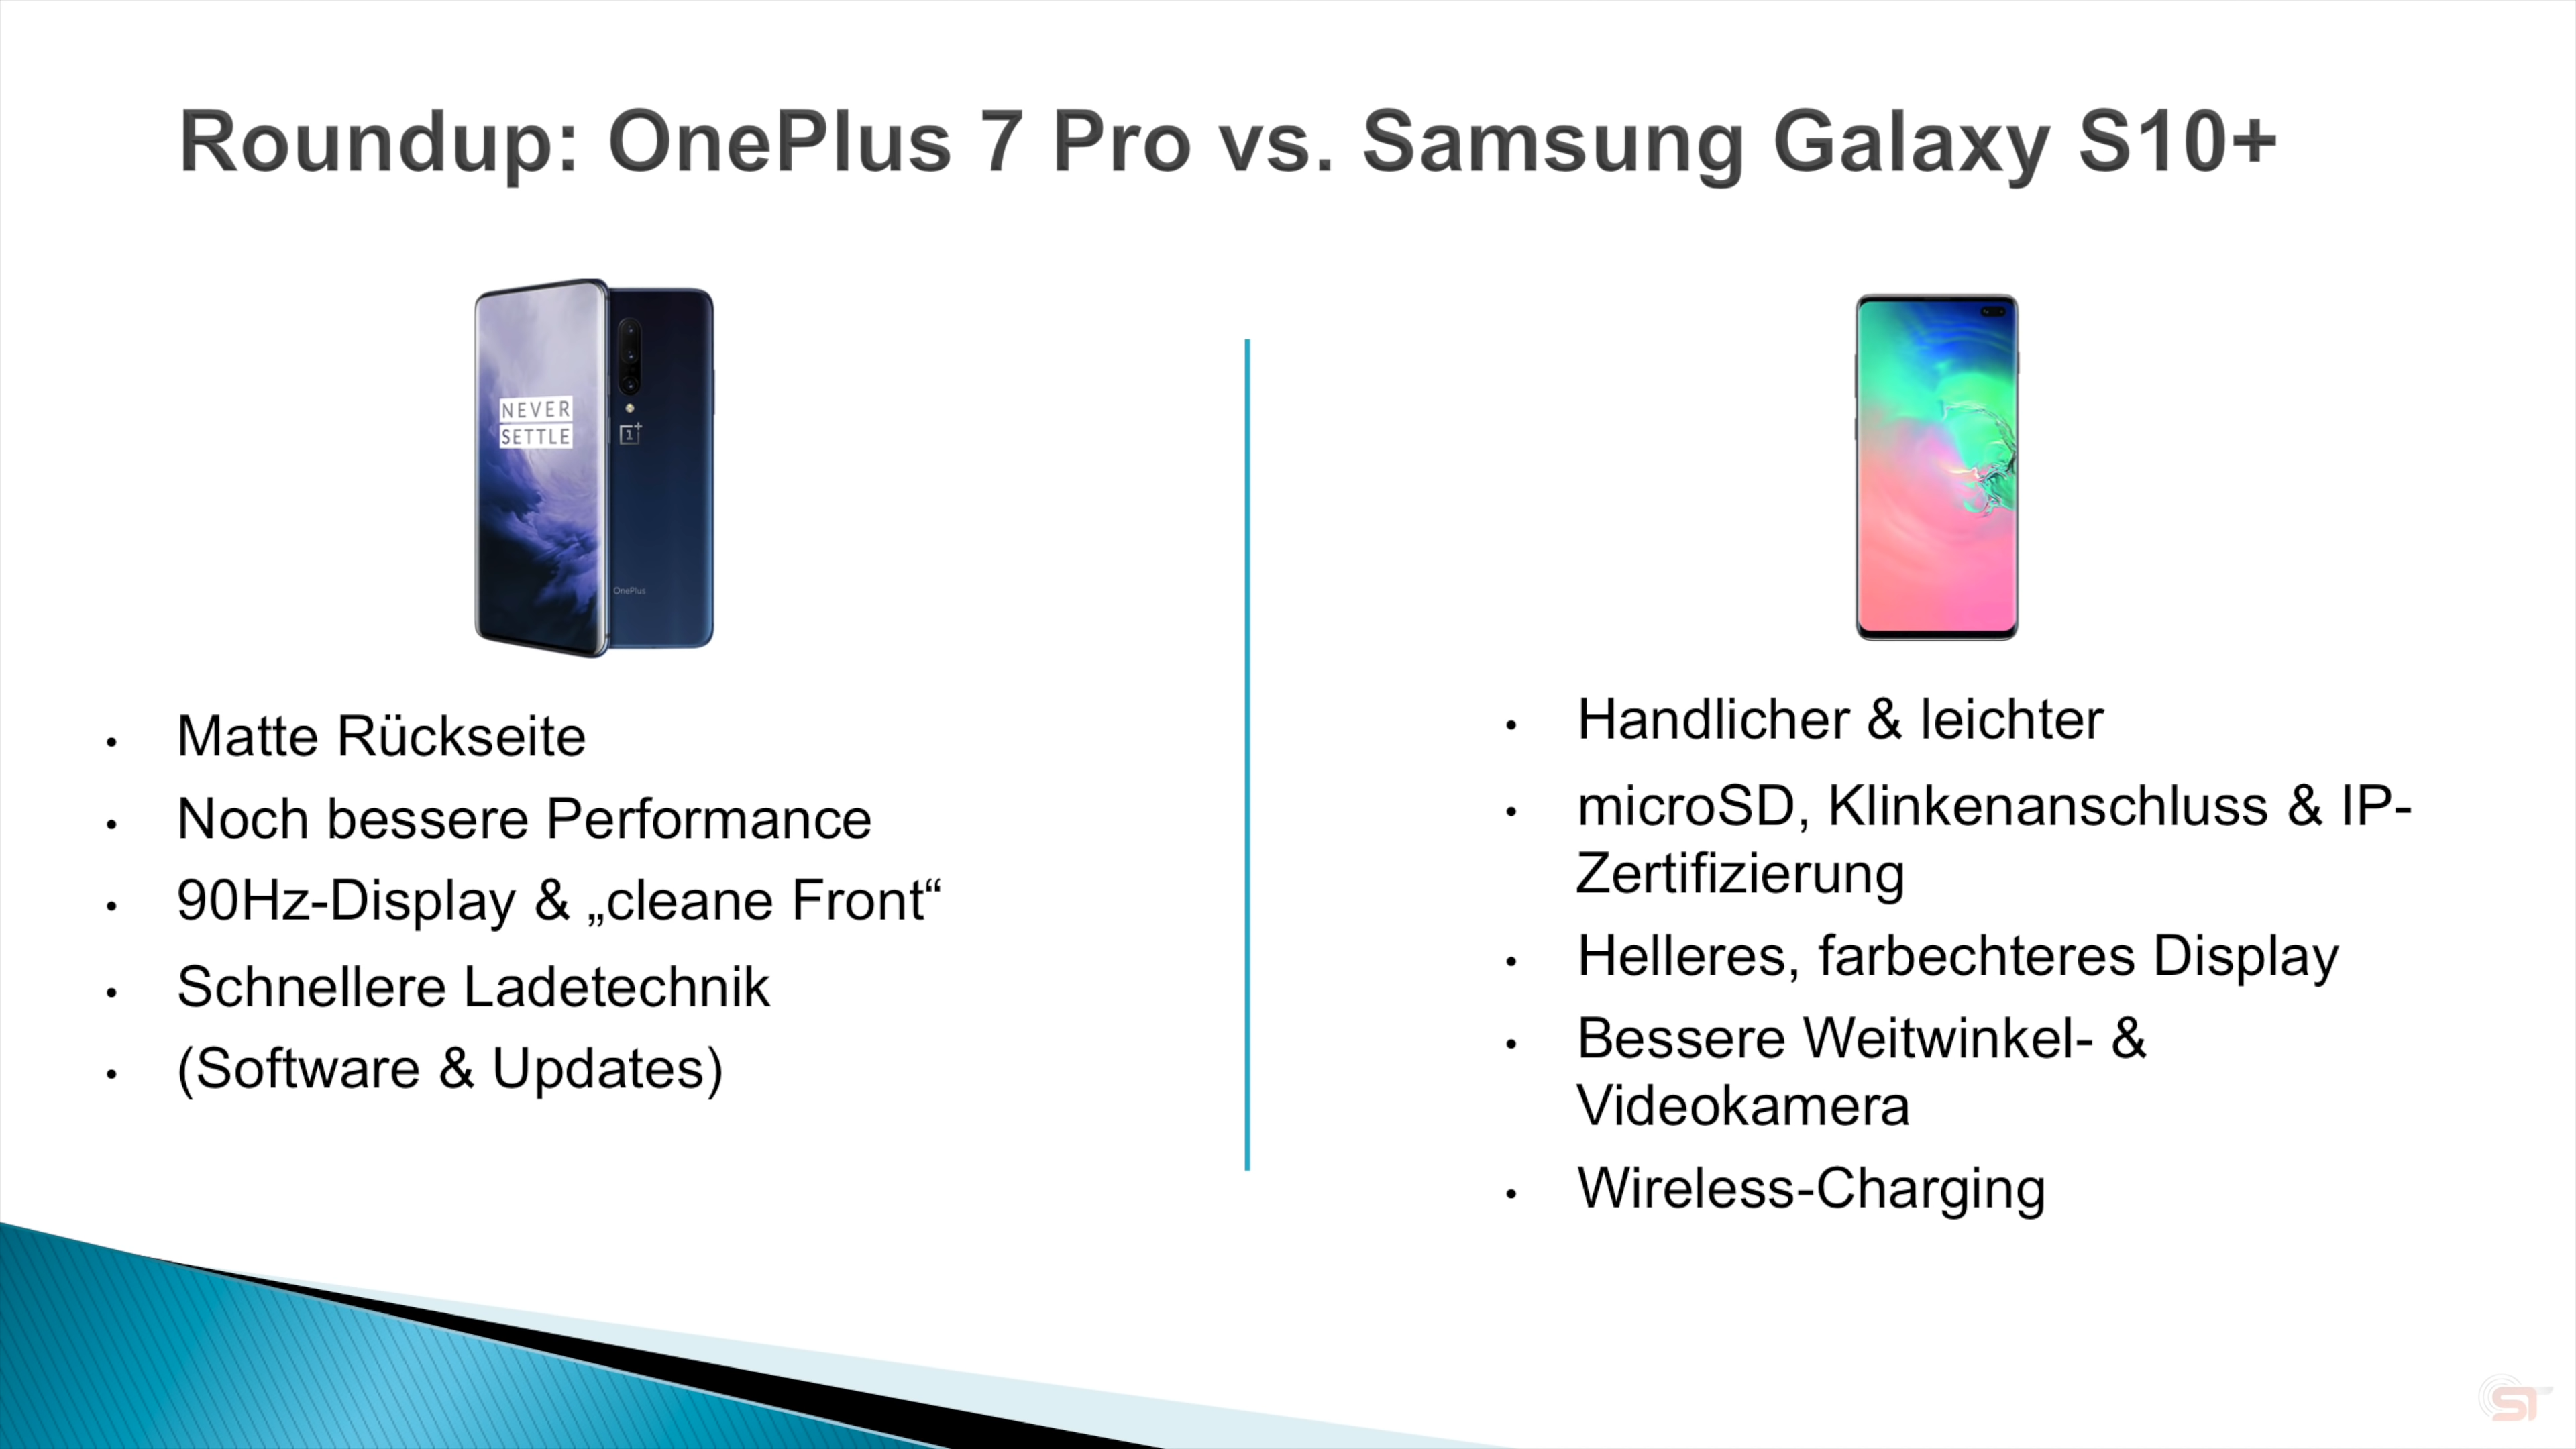 Roundup: OnePlus 7 Pro vs. Samsung Galaxy S10+
NEVER
SETTLE
OnePlus
• Matte Rückseite
• Noch bessere Performance
• 90Hz-Display & „cleane Front“
• Schnellere Ladetechnik
• (Software & Updates)
• Handlicher & leichter
• microSD, Klinkenanschluss & IP-
Zertifizierung
• Helleres, farbechteres Display
• Bessere Weitwinkel- &
Videokamera
• Wireless-Charging
ST